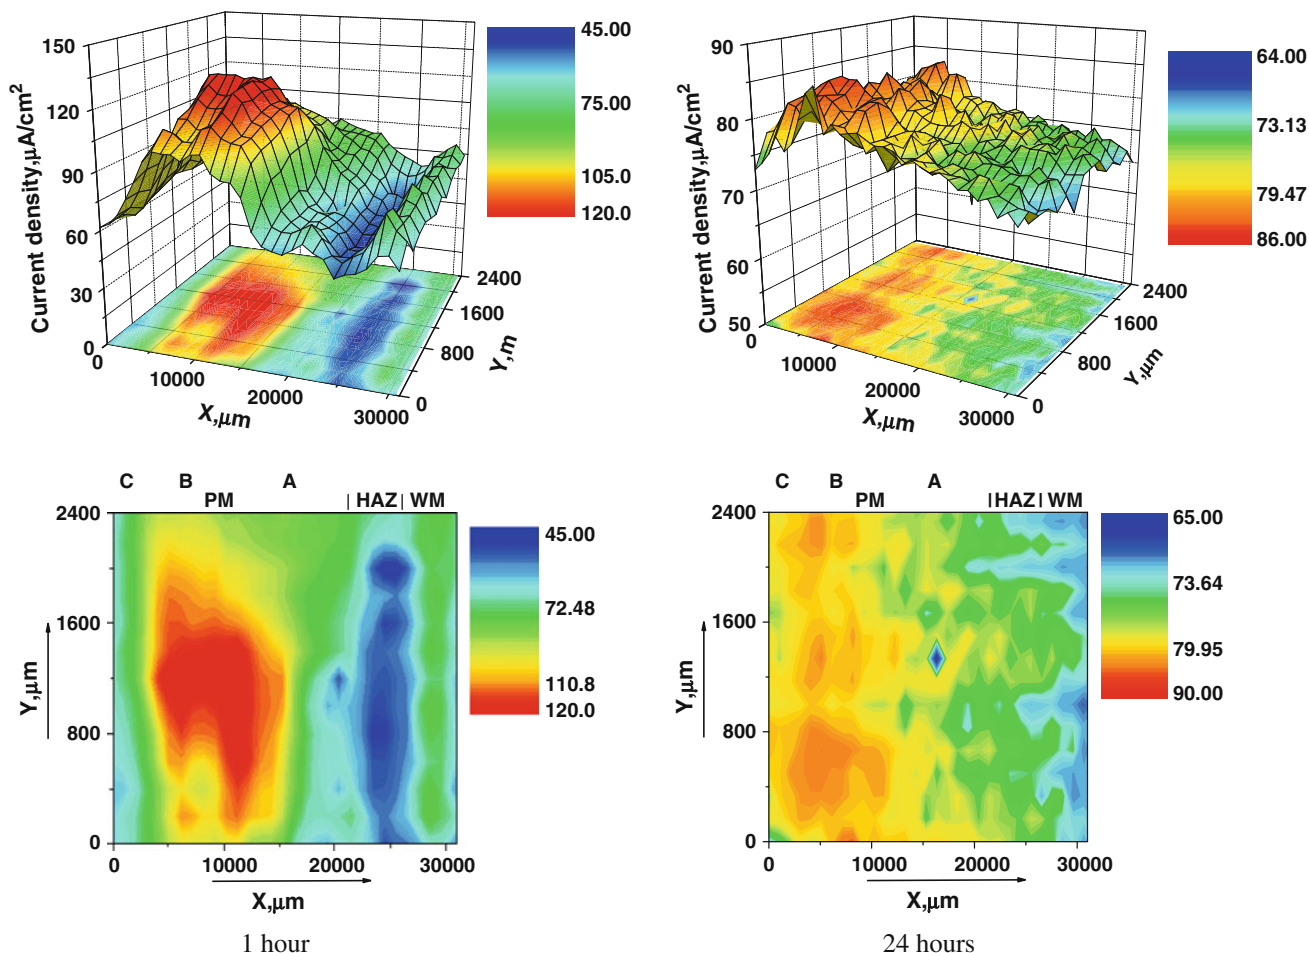 150
120
90
60
30
0
Current density,μA/cm2
0
10000
20000
30000
X,μm
0
800
1600
2400
Y,m
45.00
75.00
105.0
120.0
90
80
70
60
50
Current density,μA/cm2
0
10000
20000
30000
X,μm
0
800
1600
2400
Y,μm
64.00
73.13
79.47
86.00
C B A
PM | HAZ | WM
2400
1600
800
0
Y,μm
0 10000 20000 30000
X,μm
45.00
72.48
110.8
120.0
1 hour
C B A
PM |HAZ | WM
2400
1600
800
0
Y,μm
0 10000 20000 30000
X,μm
65.00
73.64
79.95
90.00
24 hours